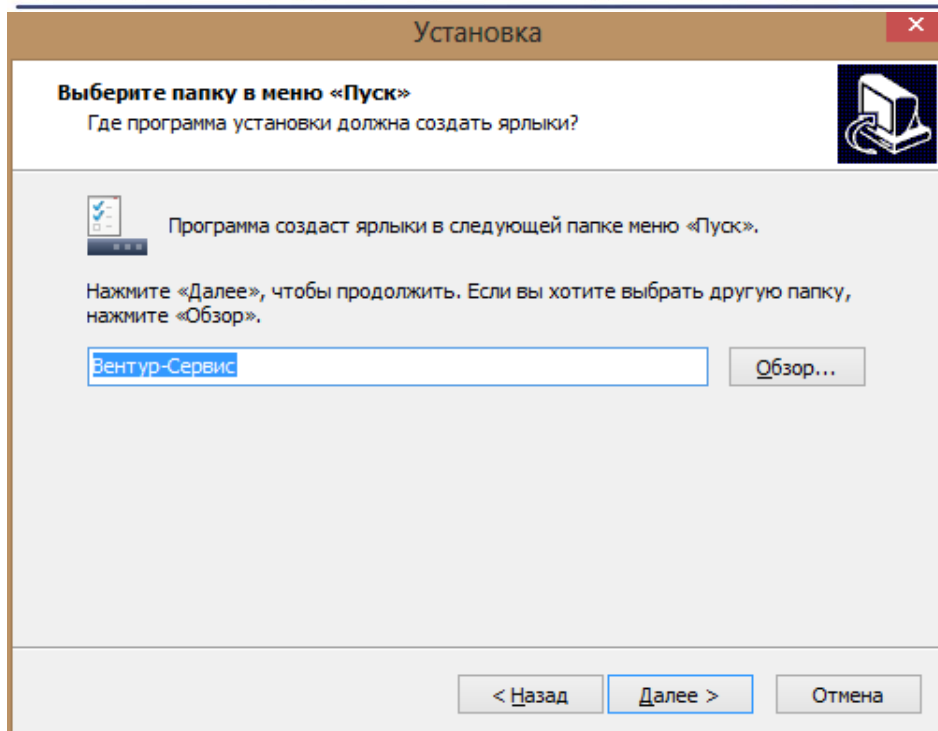 Установка
Выберите папку в меню «Пуск»
Где программа установки должна создать ярлыки?
Программа создаст ярлыки в следующей папке меню «Пуск».
Нажмите «Далее», чтобы продолжить. Если вы хотите выбрать другую папку,
нажмите «Обзор».
Вентур-Сервис
Обзор...
< Назад
Далее >
Отмена